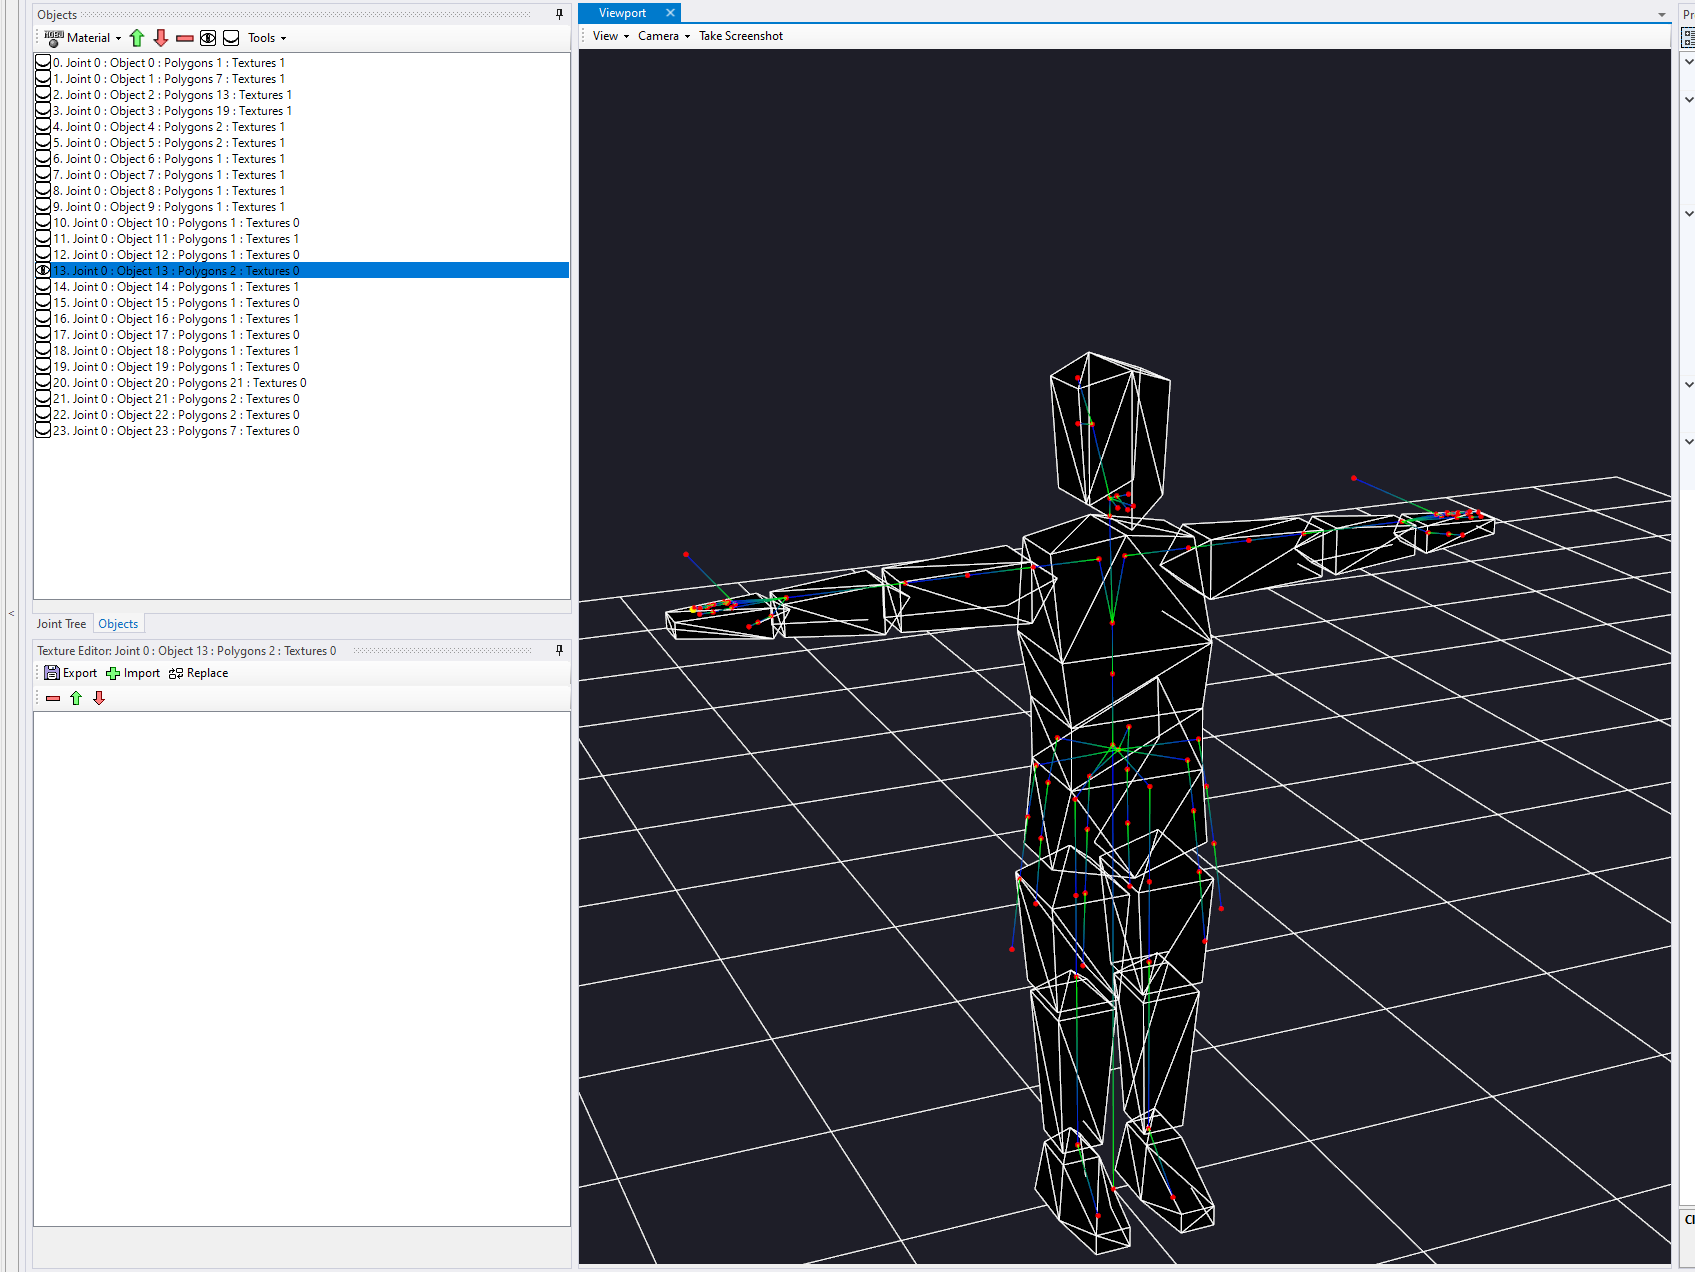 Objects
Material
Tools
0. Joint 0 : Object 0 : Polygons 1 : Textures 1
1. Joint 0 : Object 1 : Polygons 7 : Textures 1
2. Joint 0 : Object 2 : Polygons 13 : Textures 1
3. Joint 0 : Object 3 : Polygons 19 : Textures 1
4. Joint 0 : Object 4 : Polygons 2 : Textures 1
5. Joint 0 : Object 5 : Polygons 2 : Textures 1
6. Joint 0 : Object 6 : Polygons 1 : Textures 1
7. Joint 0 : Object 7 : Polygons 1 : Textures 1
8. Joint 0 : Object 8 : Polygons 1 : Textures 1
9. Joint 0 : Object 9 : Polygons 1 : Textures 1
10. Joint 0 : Object 10 : Polygons 1 : Textures 0
11. Joint 0 : Object 11 : Polygons 1 : Textures 1
12. Joint 0 : Object 12 : Polygons 1 : Textures 0
13. Joint 0 : Object 13 : Polygons 2 : Textures 0
14. Joint 0 : Object 14 : Polygons 1 : Textures 1
15. Joint 0 : Object 15 : Polygons 1 : Textures 0
16. Joint 0 : Object 16 : Polygons 1 : Textures 1
17. Joint 0 : Object 17 : Polygons 1 : Textures 0
18. Joint 0 : Object 18 : Polygons 1 : Textures 1
19. Joint 0 : Object 19 : Polygons 1 : Textures 0
20. Joint 0 : Object 20 : Polygons 21 : Textures 0
21. Joint 0 : Object 21 : Polygons 2 : Textures 0
22. Joint 0 : Object 22 : Polygons 2 : Textures 0
23. Joint 0 : Object 23 : Polygons 7 : Textures 0
Joint Tree Objects
Texture Editor: Joint 0 : Object 13 : Polygons 2 : Textures 0
Export Import Replace
Viewport
View Camera Take Screenshot